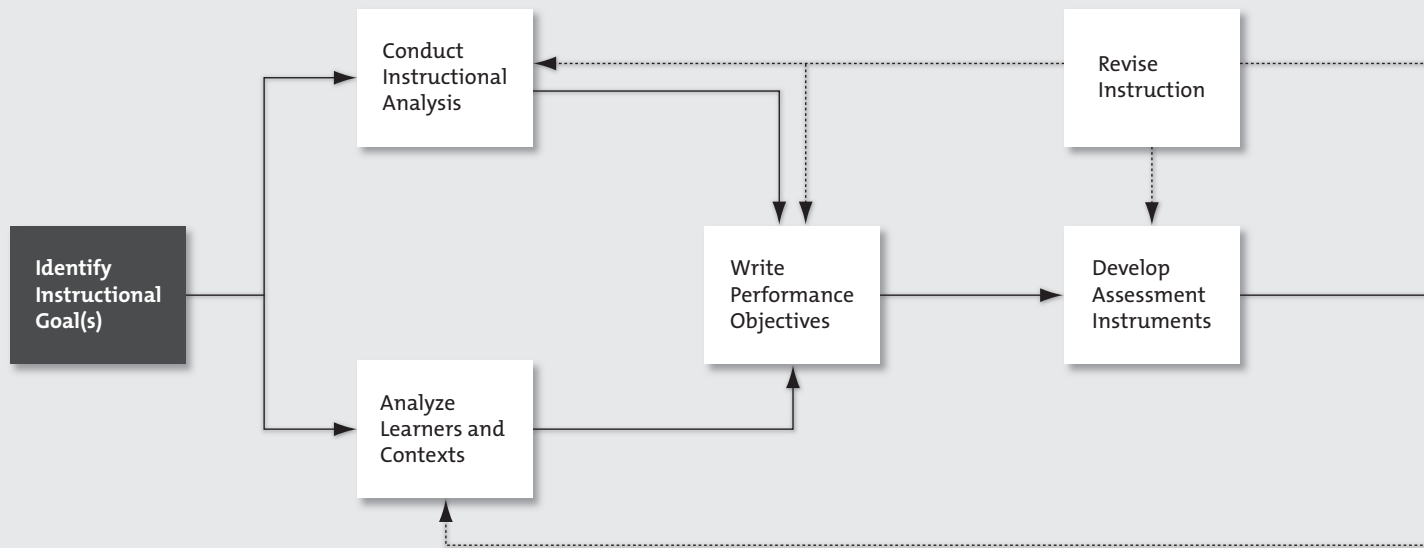 Conduct
Instructional
Analysis
Revise
Instruction
Identify
Instructional
Goal(s)
Write
Performance
Objectives
Develop
Assessment
Instruments
Analyze
Learners and
Contexts